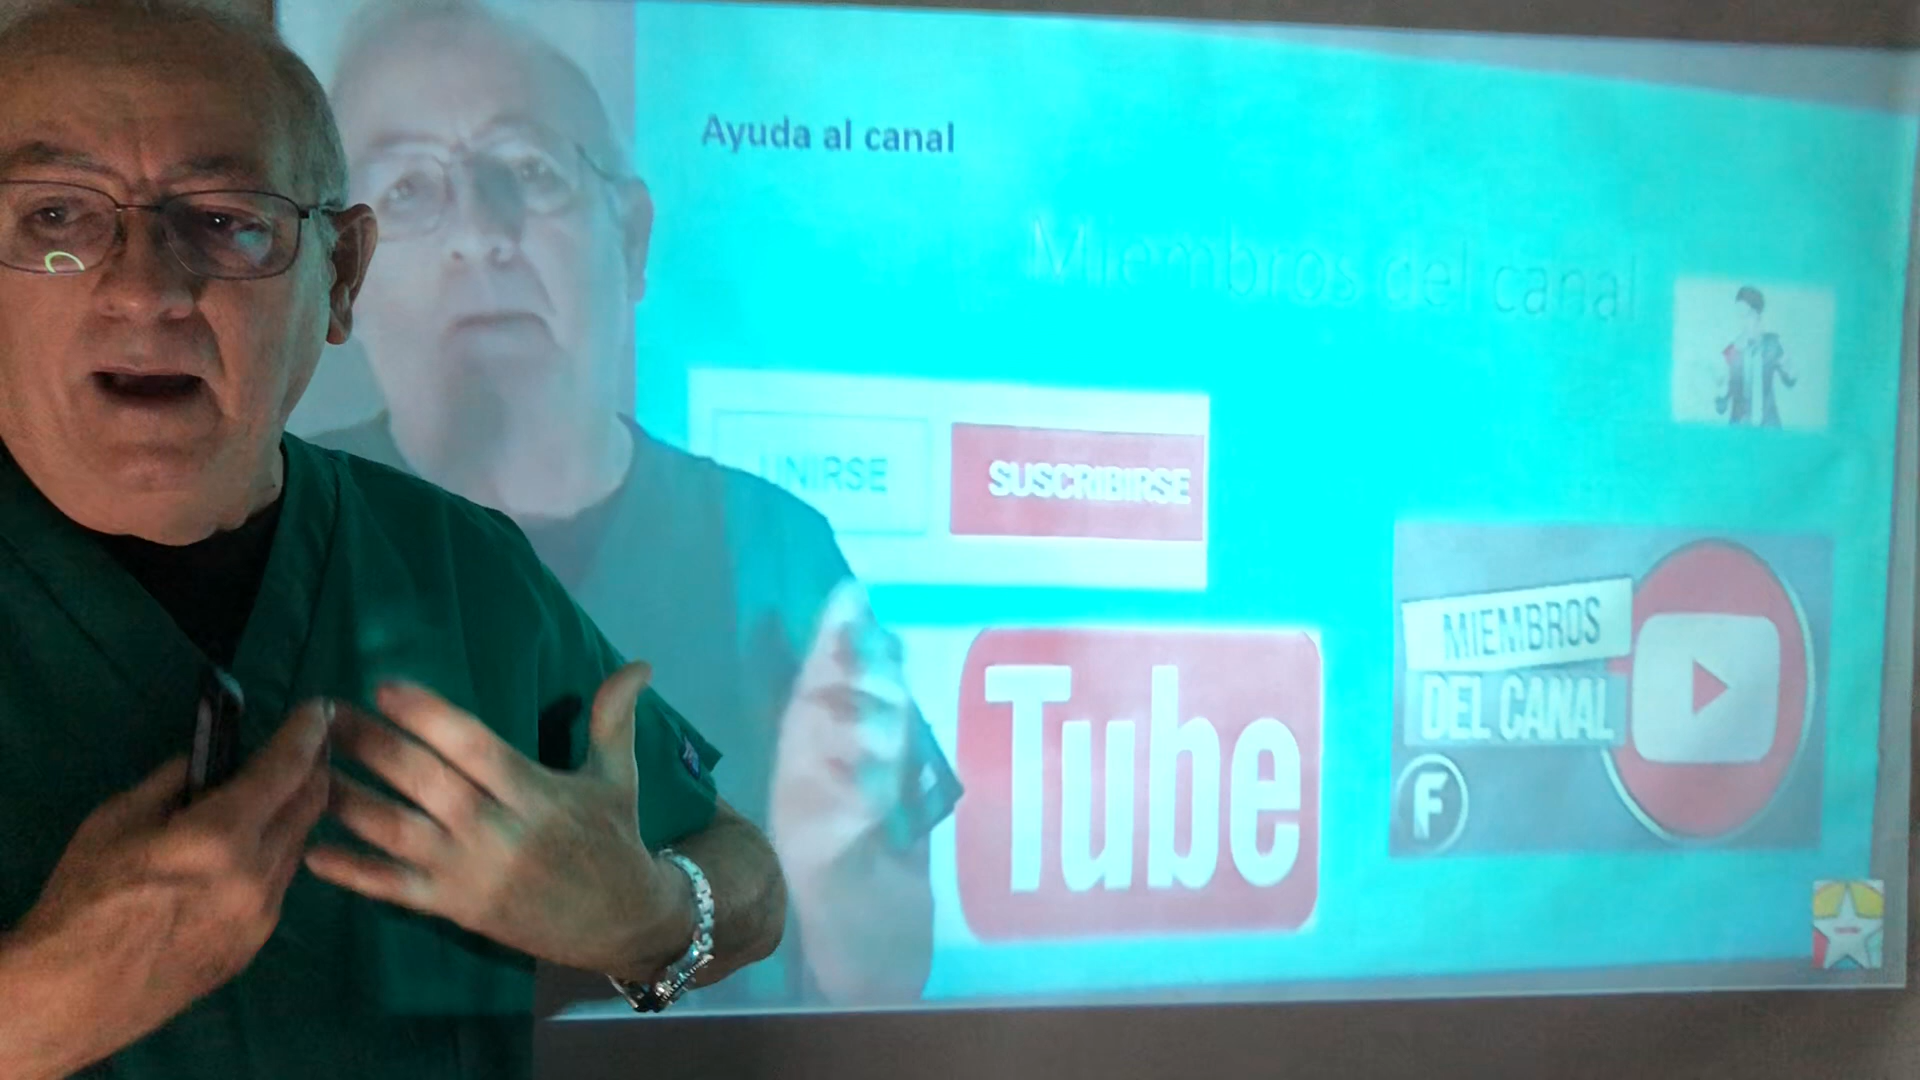 Ayuda al canal
Miembros del canal
UNIRSE
SUSCRIBIRSE
Tube
MIEMBROS
DEL CANAL
F